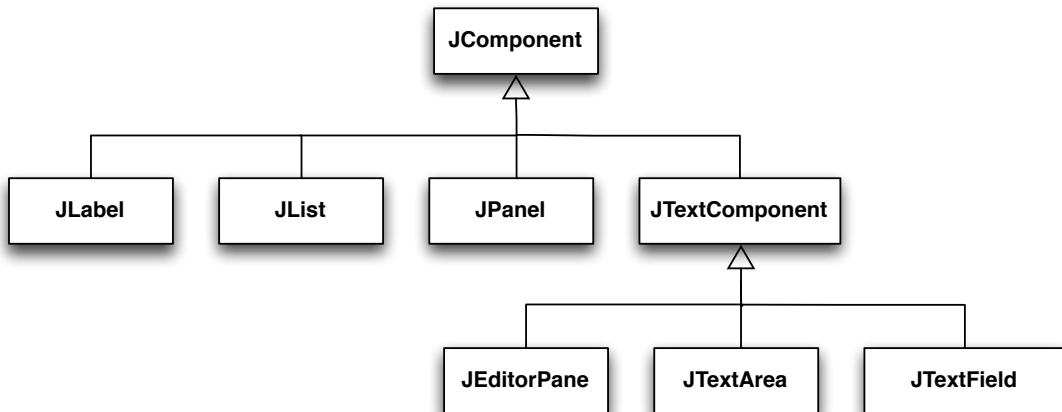 JComponent
JLabel
JList
JPanel
JTextComponent
JEditorPane
JTextArea
JTextField